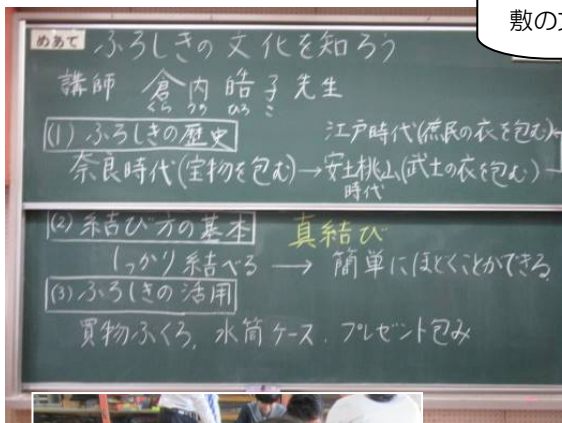 敷の文
めあて ふろしきの文化を知ろう
講師 倉内皓子先生
くら うち ひろ こ
(1) ふろしきの歴史
江戸時代(庶民の衣を包む)
奈良時代(宝物を包む)→安土桃山(武士の衣を包む)
時代
(2) 結び方の基本 真結び
しっかり結べる → 簡単にほどくことができる
(3) ふろしきの活用
買物ぶくろ、水筒ケース、プレゼント包み